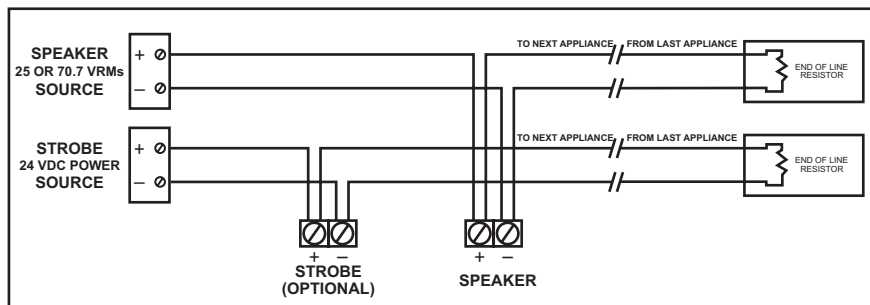 SPEAKER
25 OR 70.7 VRMs
SOURCE
+
–
TO NEXT APPLIANCE
FROM LAST APPLIANCE
END OF LINE
RESISTOR
STROBE
24 VDC POWER
SOURCE
+
–
TO NEXT APPLIANCE
FROM LAST APPLIANCE
END OF LINE
RESISTOR
+ –
STROBE
(OPTIONAL)
+ –
SPEAKER